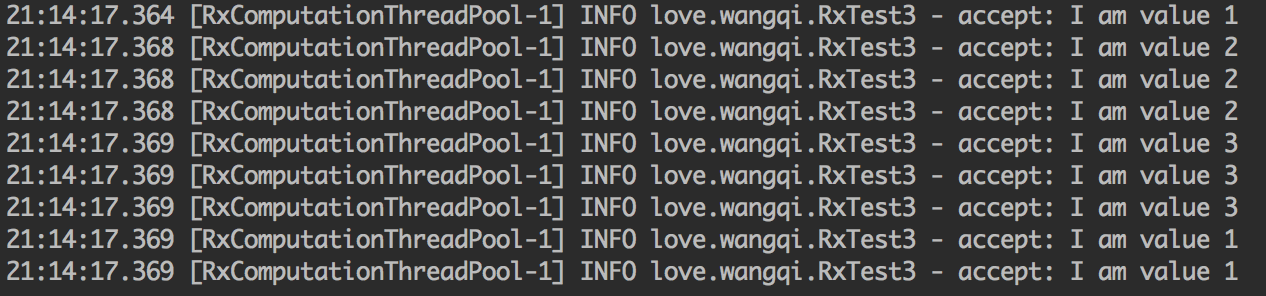 21:14:17.364 [RxComputationThreadPool-1] INFO love.wangqi.RxTest3 - accept: I am value 1
21:14:17.368 [RxComputationThreadPool-1] INFO love.wangqi.RxTest3 - accept: I am value 2
21:14:17.368 [RxComputationThreadPool-1] INFO love.wangqi.RxTest3 - accept: I am value 2
21:14:17.368 [RxComputationThreadPool-1] INFO love.wangqi.RxTest3 - accept: I am value 2
21:14:17.369 [RxComputationThreadPool-1] INFO love.wangqi.RxTest3 - accept: I am value 3
21:14:17.369 [RxComputationThreadPool-1] INFO love.wangqi.RxTest3 - accept: I am value 3
21:14:17.369 [RxComputationThreadPool-1] INFO love.wangqi.RxTest3 - accept: I am value 3
21:14:17.369 [RxComputationThreadPool-1] INFO love.wangqi.RxTest3 - accept: I am value 1
21:14:17.369 [RxComputationThreadPool-1] INFO love.wangqi.RxTest3 - accept: I am value 1